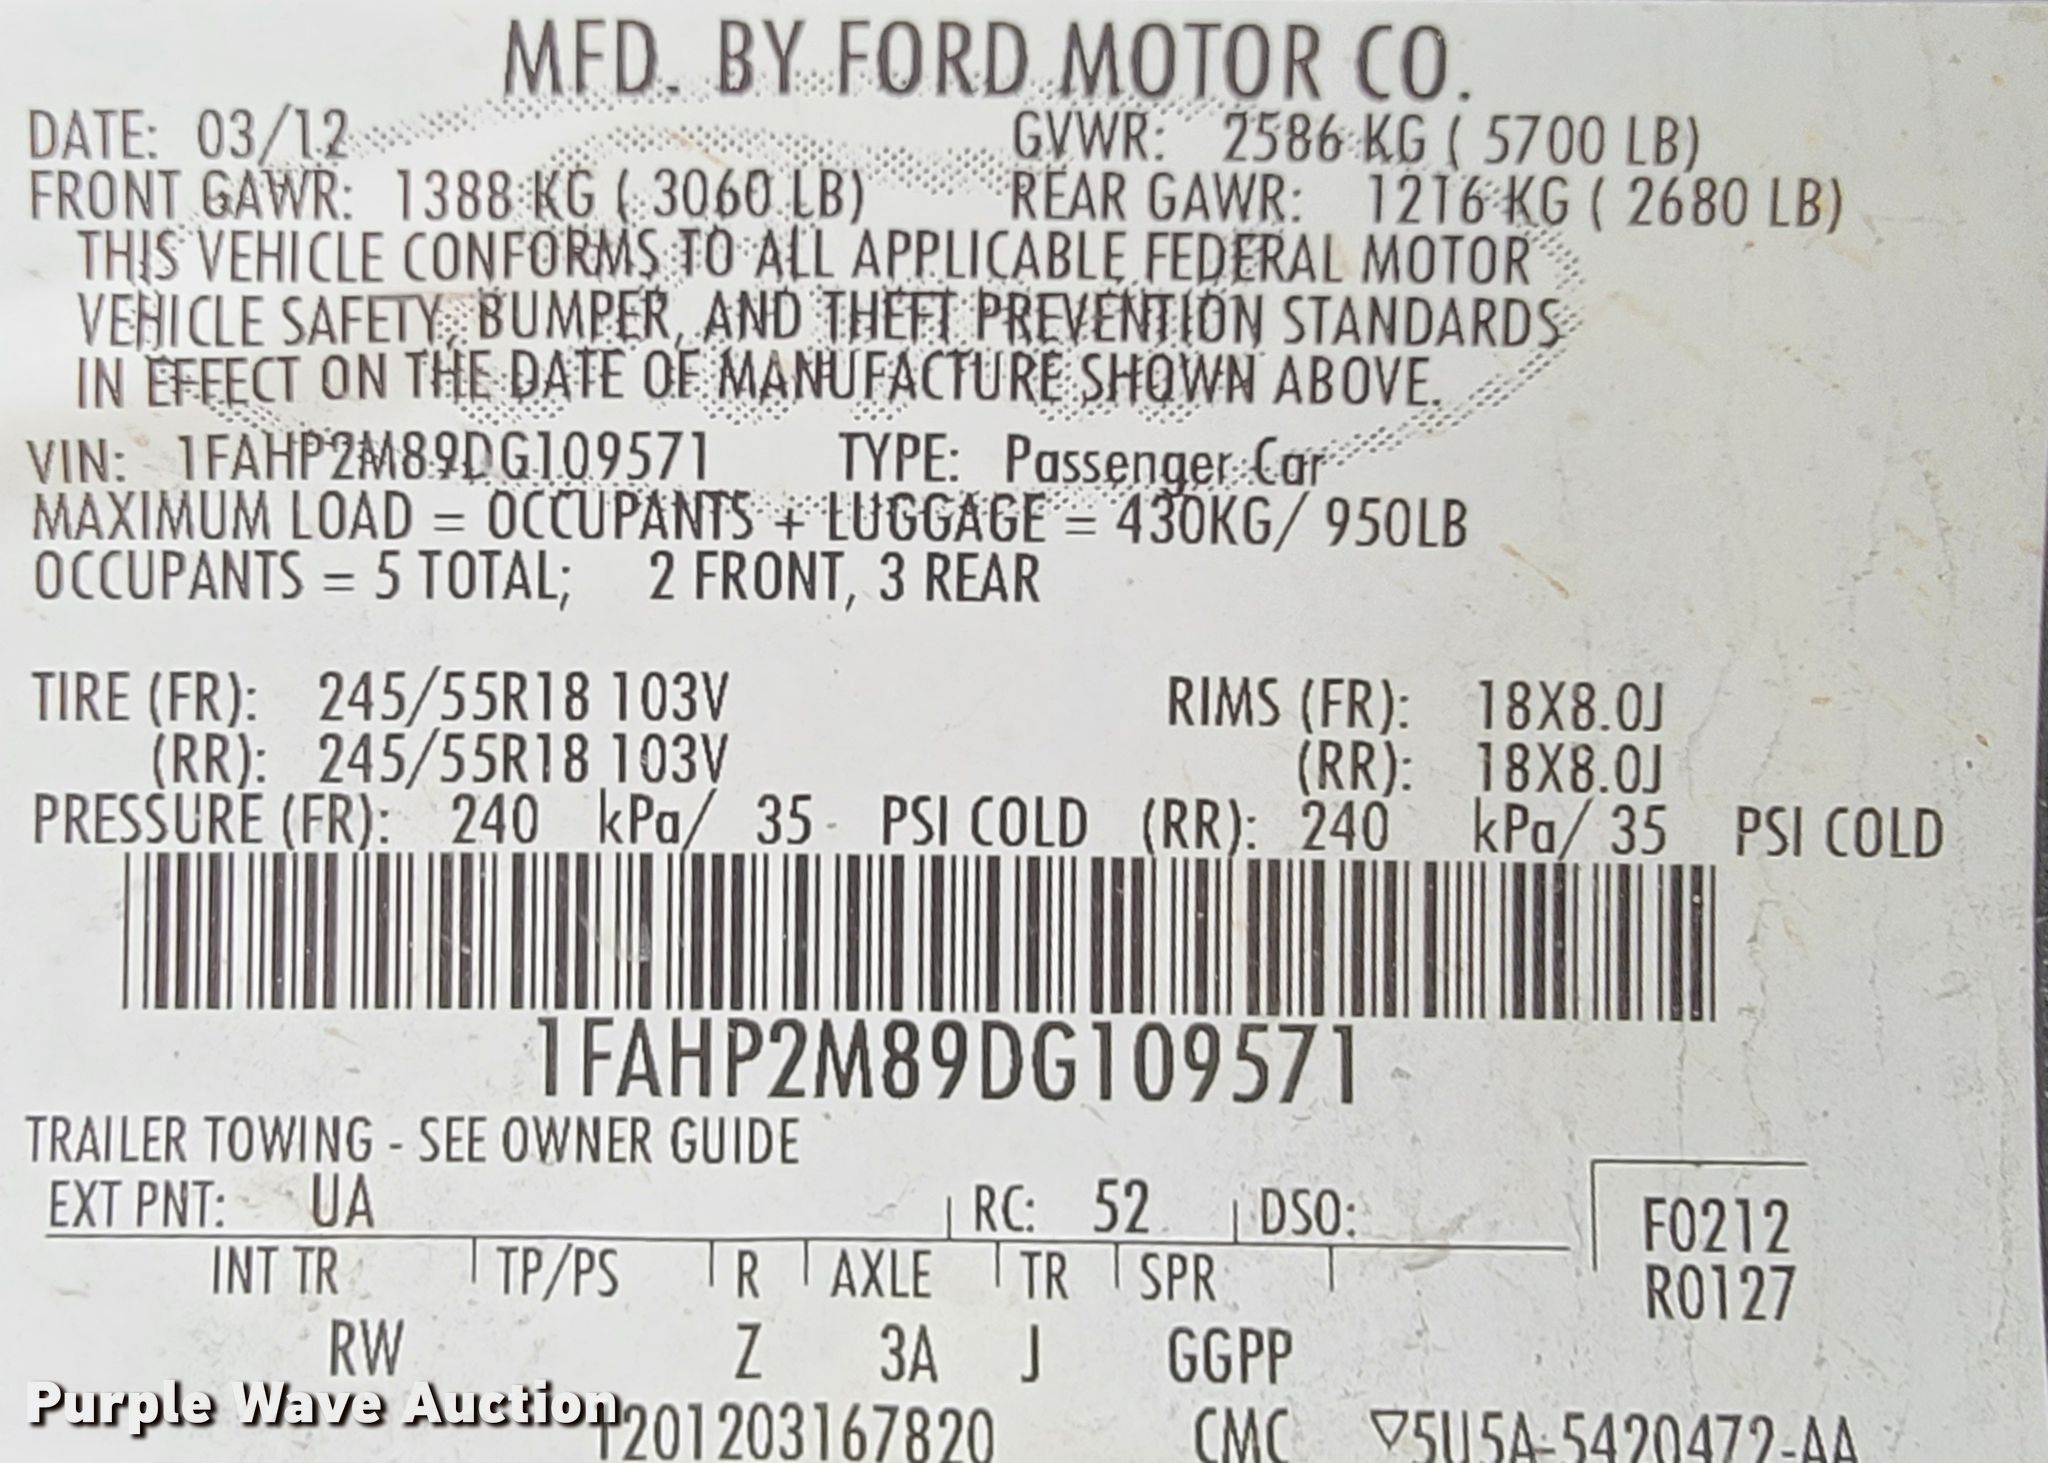 MFD. BY FORD MOTOR CO.
DATE: 03/12 GVWR: 2586 KG ( 5700 LB)
FRONT GAWR: 1388 KG ( 3060 LB) REAR GAWR: 1216 KG ( 2680 LB)
THIS VEHICLE CONFORMS TO ALL APPLICABLE FEDERAL MOTOR
VEHICLE SAFETY, BUMPER, AND THEFT PREVENTION STANDARDS
IN EFFECT ON THE DATE OF MANUFACTURE SHOWN ABOVE.
VIN: 1FAHP2M89DG109571 TYPE: Passenger Car
MAXIMUM LOAD = OCCUPANTS + LUGGAGE = 430KG/ 950LB
OCCUPANTS = 5 TOTAL; 2 FRONT, 3 REAR
TIRE (FR): 245/55R18 103V RIMS (FR): 18X8.0J
(RR): 245/55R18 103V (RR): 18X8.0J
PRESSURE (FR): 240 kPa/ 35 PSI COLD (RR): 240 kPa/ 35 PSI COLD
1FAHP2M89DG109571
TRAILER TOWING - SEE OWNER GUIDE
EXT PNT: UA RC: 52 DSO: F0212
INT TR TP/PS R AXLE TR SPR R0127
RW Z 3A J GGPP
Purple Wave Auction
1201203167820 CMC ▽5U5A-5420472-AA